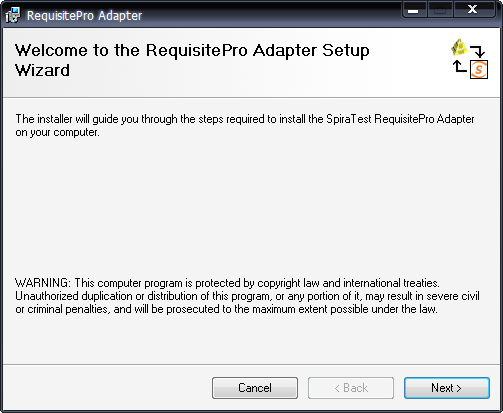 RequisitePro Adapter
Welcome to the RequisitePro Adapter Setup
Wizard
S
The installer will guide you through the steps required to install the SpiraTest RequisitePro Adapter
on your computer.
WARNING: This computer program is protected by copyright law and international treaties.
Unauthorized duplication or distribution of this program, or any portion of it, may result in severe civil
or criminal penalties, and will be prosecuted to the maximum extent possible under the law.
Cancel
< Back
Next >